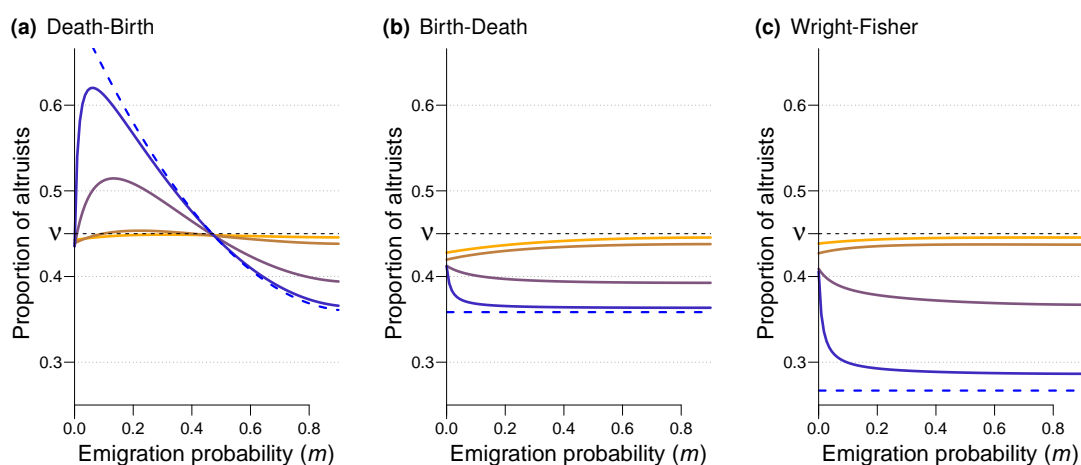 (a) Death-Birth
Proportion of altruists
0.6
0.5
ν
0.4
0.3
0.0 0.2 0.4 0.6 0.8
Emigration probability (m)
(b) Birth-Death
Proportion of altruists
0.6
0.5
ν
0.4
0.3
0.0 0.2 0.4 0.6 0.8
Emigration probability (m)
(c) Wright-Fisher
Proportion of altruists
0.6
0.5
ν
0.4
0.3
0.0 0.2 0.4 0.6 0.8
Emigration probability (m)